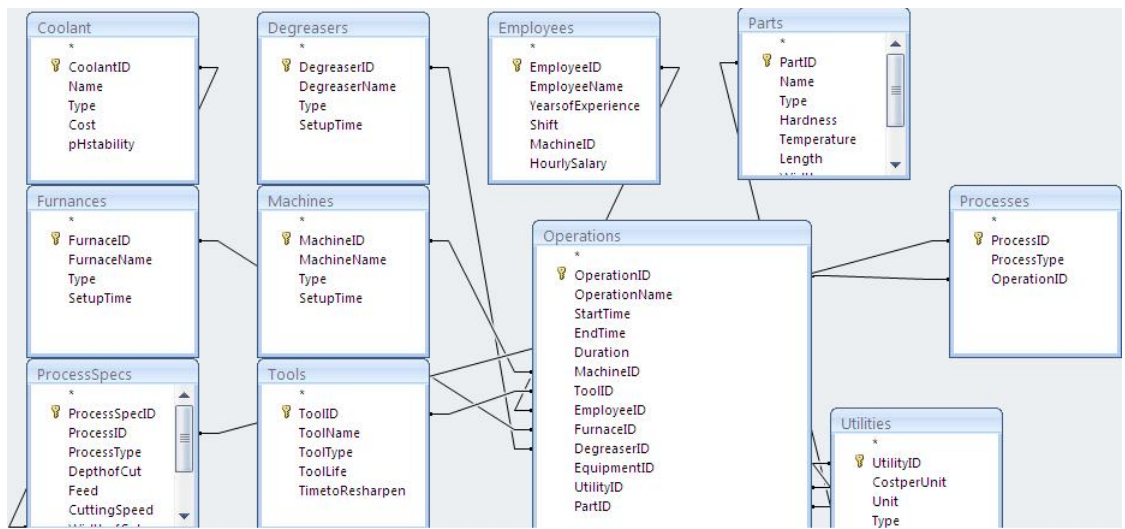 Coolant
*
CoolantID
Name
Type
Cost
pHstability
Degreasers
*
DegreaserID
DegreaserName
Type
SetupTime
Employees
*
EmployeeID
EmployeeName
YearsofExperience
Shift
MachineID
HourlySalary
Parts
*
PartID
Name
Type
Hardness
Temperature
Length
Furnances
*
FurnaceID
FurnaceName
Type
SetupTime
Machines
*
MachineID
MachineName
Type
SetupTime
Operations
*
OperationID
OperationName
StartTime
EndTime
Duration
MachineID
ToolID
EmployeeID
FurnaceID
DegreaserID
EquipmentID
UtilityID
PartID
Processes
*
ProcessID
ProcessType
OperationID
ProcessSpecs
*
ProcessSpecID
ProcessID
ProcessType
DepthofCut
Feed
CuttingSpeed
Tools
*
ToolID
ToolName
ToolType
ToolLife
TimetoResharpen
Utilities
*
UtilityID
CostperUnit
Unit
Type